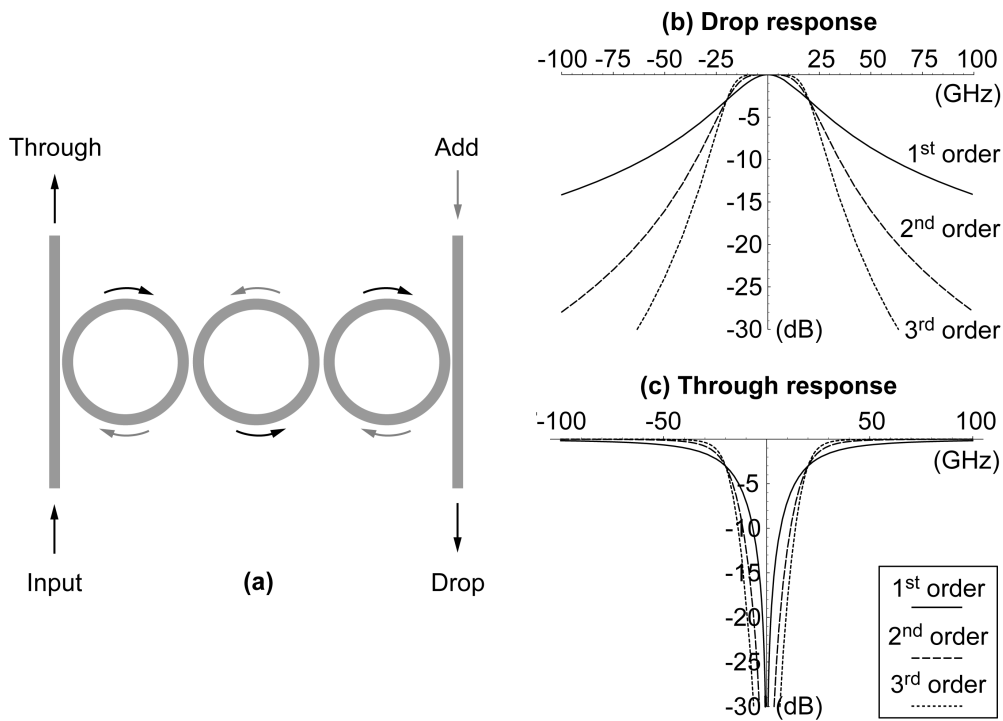 Through
Add
Input
(a)
Drop
(b) Drop response
-100 -75 -50 -25 25 50 75 100
(GHz)
-5
-10
-15
-20
-25
-30
(dB)
1st order
2nd order
3rd order
(c) Through response
-100 -50 50 100
(GHz)
-5
-10
-15
-20
-25
-30
(dB)
1st order
2nd order
3rd order